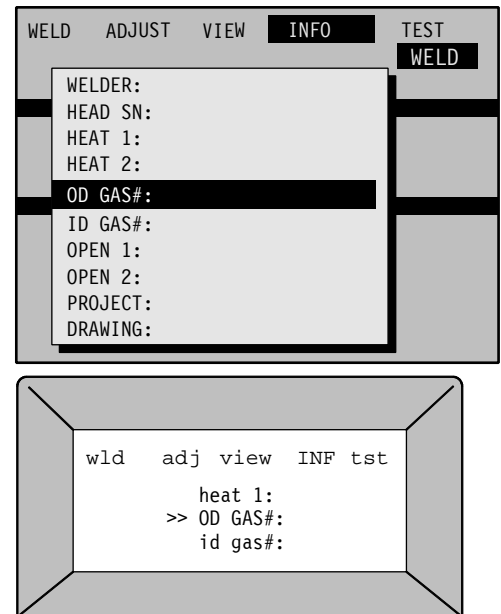 WELD ADJUST VIEW INFO TEST
WELD
WELDER:
HEAD SN:
HEAT 1:
HEAT 2:
OD GAS#:
ID GAS#:
OPEN 1:
OPEN 2:
PROJECT:
DRAWING:
wld adj view INF tst
heat 1:
>> OD GAS#:
id gas#: